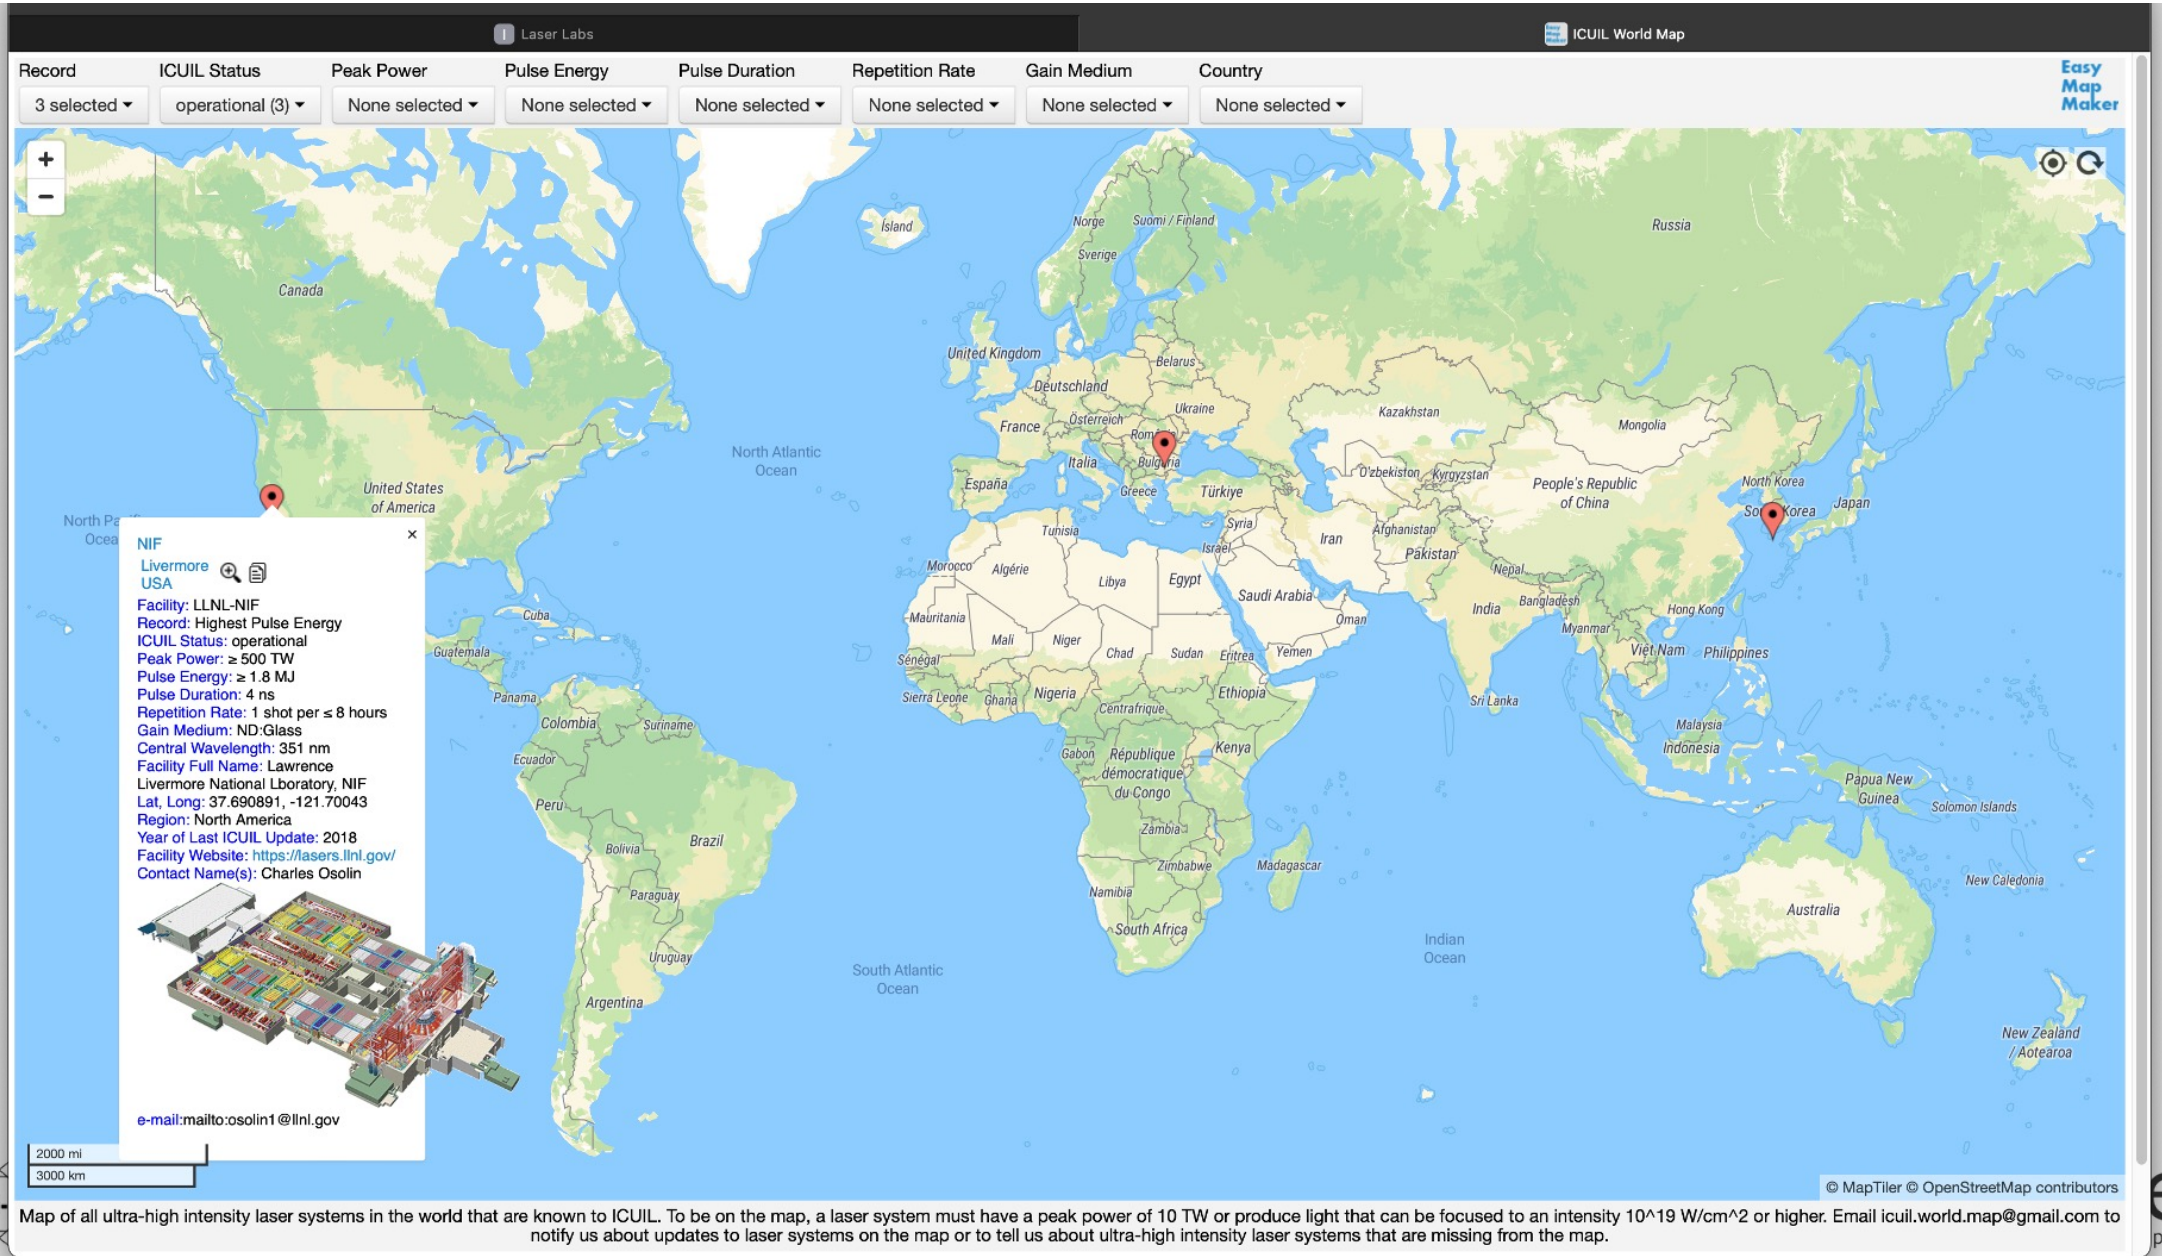 Laser Labs
ICUIL World Map
Record
ICUIL Status
Peak Power
Pulse Energy
Pulse Duration
Repetition Rate
Gain Medium
Country
3 selected
operational (3)
None selected
None selected
None selected
None selected
None selected
None selected
Easy
Map
Maker
+
−
Ísland
Norge
Suomi / Finland
Sverige
Russia
Canada
United Kingdom
Belarus
Deutschland
Ukraine
Österreich
France
Kazakhstan
Mongolia
North Atlantic
Ocean
Italia
Bulgaria
O'zbekiston
Kyrgyzstan
España
Greece
Türkiye
People's Republic
of China
North Korea
Japan
United States
of America
Tunisia
Syria
Israel
Iran
Afghanistan
Pakistan
Morocco
Algérie
Libya
Egypt
Nepal
Saudi Arabia
India
Bangladesh
Hong Kong
Cuba
Mauritania
Oman
Myanmar
Mali
Niger
Chad
Sudan
Eritrea
Yemen
Việt Nam
Philippines
Guatemala
Sénégal
Panama
Sierra Leone
Ghana
Nigeria
Ethiopia
Centrafrique
Sri Lanka
Colombia
Suriname
Malaysia
Indonesia
Ecuador
Gabon
République
démocratique
du Congo
Kenya
Papua New
Guinea
Solomon Islands
Perú
Brazil
Zambia
Bolivia
Zimbabwe
Madagascar
Paraguay
Namibia
New Caledonia
Australia
South Africa
Uruguay
South Atlantic
Ocean
Indian
Ocean
Argentina
New Zealand
/ Aotearoa
NIF
×
Livermore
USA
Facility: LLNL-NIF
Record: Highest Pulse Energy
ICUIL Status: operational
Peak Power: ≥ 500 TW
Pulse Energy: ≥ 1.8 MJ
Pulse Duration: 4 ns
Repetition Rate: 1 shot per ≤ 8 hours
Gain Medium: ND:Glass
Central Wavelength: 351 nm
Facility Full Name: Lawrence
Livermore National Lboratory, NIF
Lat, Long: 37.690891, -121.70043
Region: North America
Year of Last ICUIL Update: 2018
Facility Website: https://lasers.llnl.gov/
Contact Name(s): Charles Osolin
e-mail:mailto:osolin1@llnl.gov
2000 mi
3000 km
© MapTiler © OpenStreetMap contributors
Map of all ultra-high intensity laser systems in the world that are known to ICUIL. To be on the map, a laser system must have a peak power of 10 TW or produce light that can be focused to an intensity 10^19 W/cm^2 or higher. Email icuil.world.map@gmail.com to
notify us about updates to laser systems on the map or to tell us about ultra-high intensity laser systems that are missing from the map.